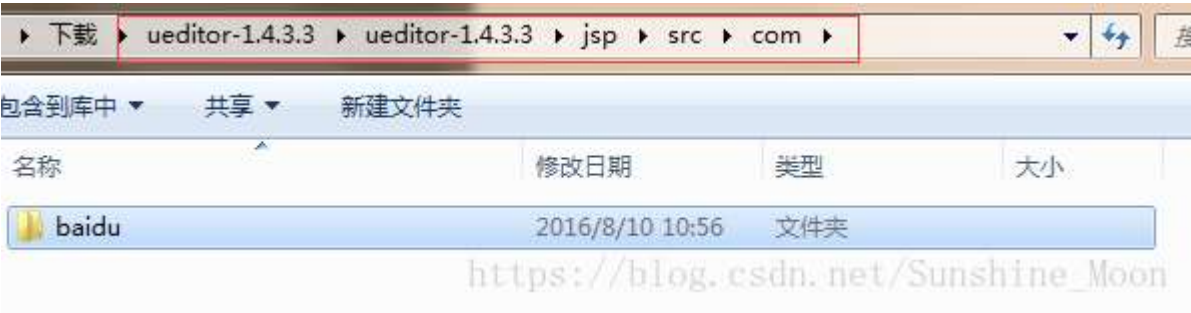 下载 ueditor-1.4.3.3 ueditor-1.4.3.3 jsp src com
包含到库中 共享 新建文件夹
名称 修改日期 类型 大小
baidu 2016/8/10 10:56 文件夹
https://blog.csdn.net/Sunshine_Moon